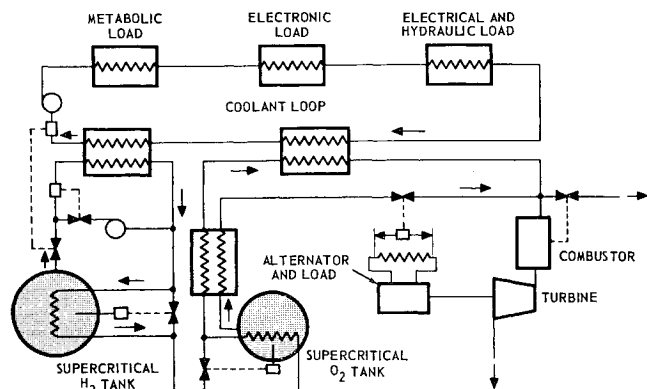 METABOLIC
LOAD
ELECTRONIC
LOAD
ELECTRICAL AND
HYDRAULIC LOAD
COOLANT LOOP
ALTERNATOR
AND LOAD
COMBUSTOR
TURBINE
SUPERCRITICAL
H2 TANK
SUPERCRITICAL
O2 TANK